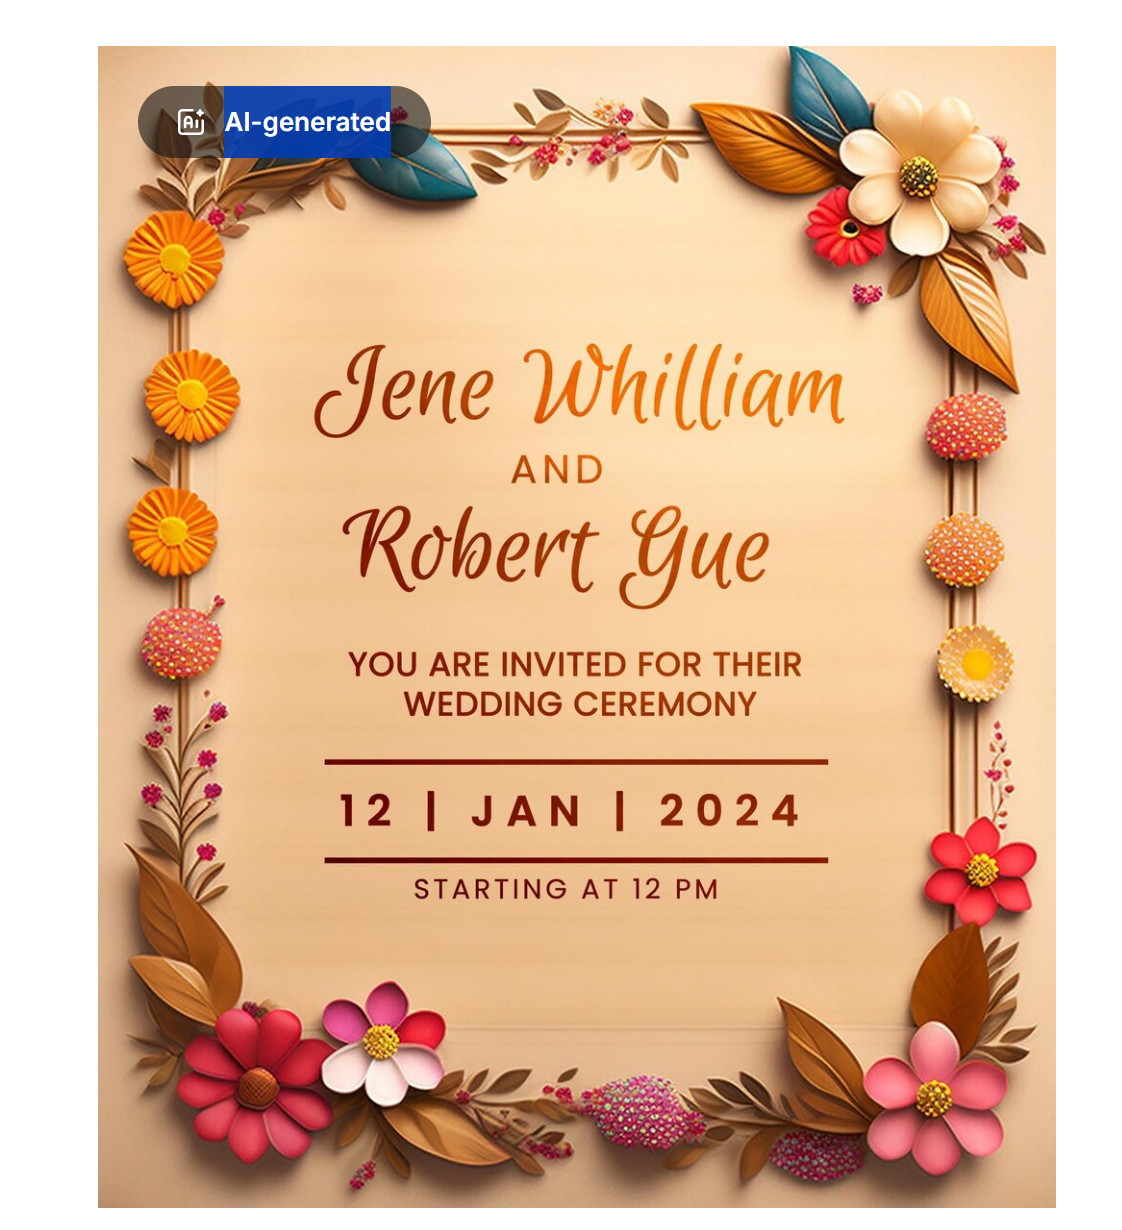 AI-generated
Jene Whilliam
AND
Robert Gue
YOU ARE INVITED FOR THEIR
WEDDING CEREMONY
12 | JAN | 2024
STARTING AT 12 PM